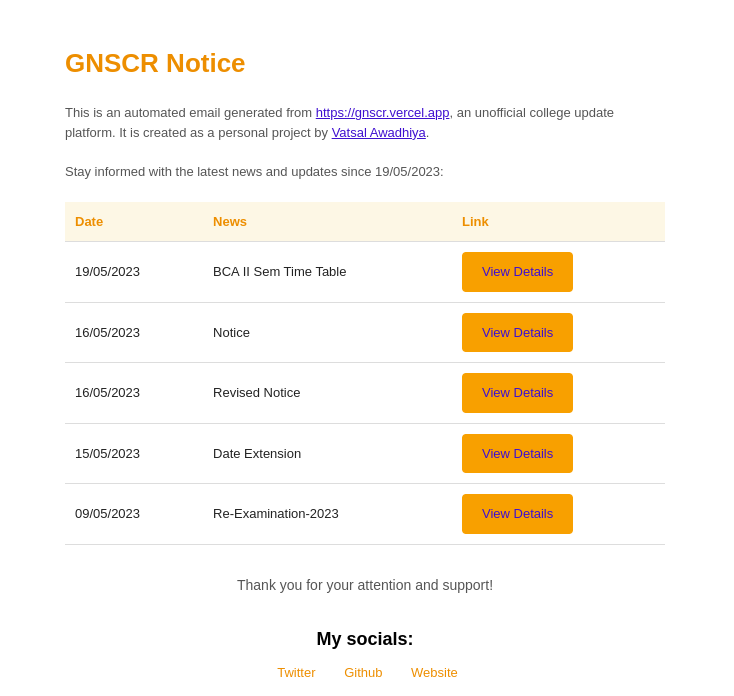 GNSCR Notice
This is an automated email generated from https://gnscr.vercel.app, an unofficial college update
platform. It is created as a personal project by Vatsal Awadhiya.
Stay informed with the latest news and updates since 19/05/2023:
Date News Link
19/05/2023 BCA II Sem Time Table View Details
16/05/2023 Notice View Details
16/05/2023 Revised Notice View Details
15/05/2023 Date Extension View Details
09/05/2023 Re-Examination-2023 View Details
Thank you for your attention and support!
My socials:
Twitter Github Website